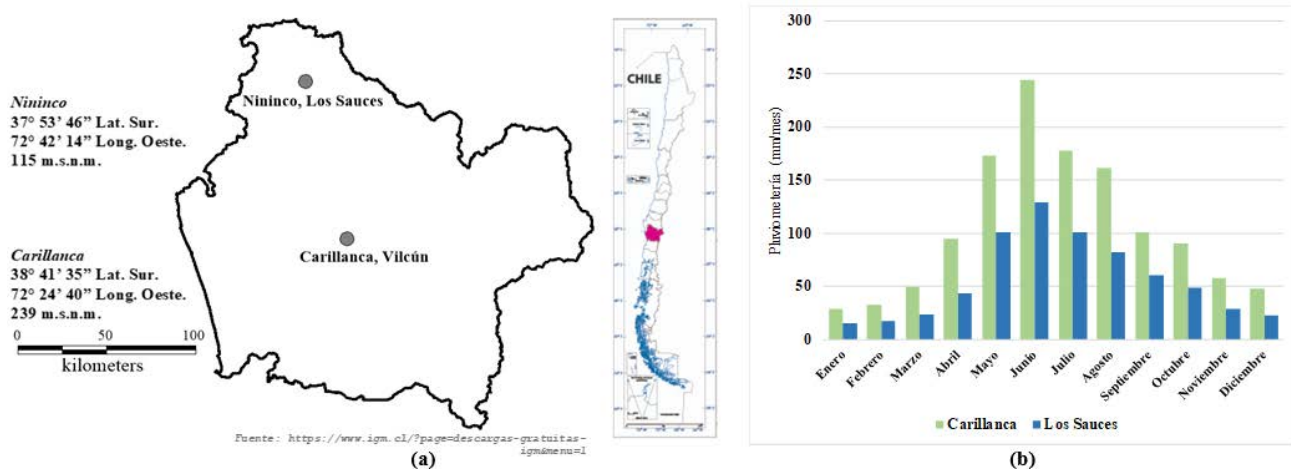 Nininco, Los Sauces
Nininco
37° 53' 46” Lat. Sur.
72° 42' 14” Long. Oeste.
115 m.s.n.m.
Carillanca, Vilcún
Carillanca
38° 41' 35” Lat. Sur.
72° 24' 40” Long. Oeste.
239 m.s.n.m.
0 50 100
kilometers
Fuente: https://www.igm.cl/?page=descargas-gratuitas-
igm&menu=1
(a)
CHILE
Pluviometería (mm/mes)
300
250
200
150
100
50
0
Enero
Febrero
Marzo
Abril
Mayo
Junio
Julio
Agosto
Septiembre
Octubre
Noviembre
Diciembre
Carillanca
Los Sauces
(b)